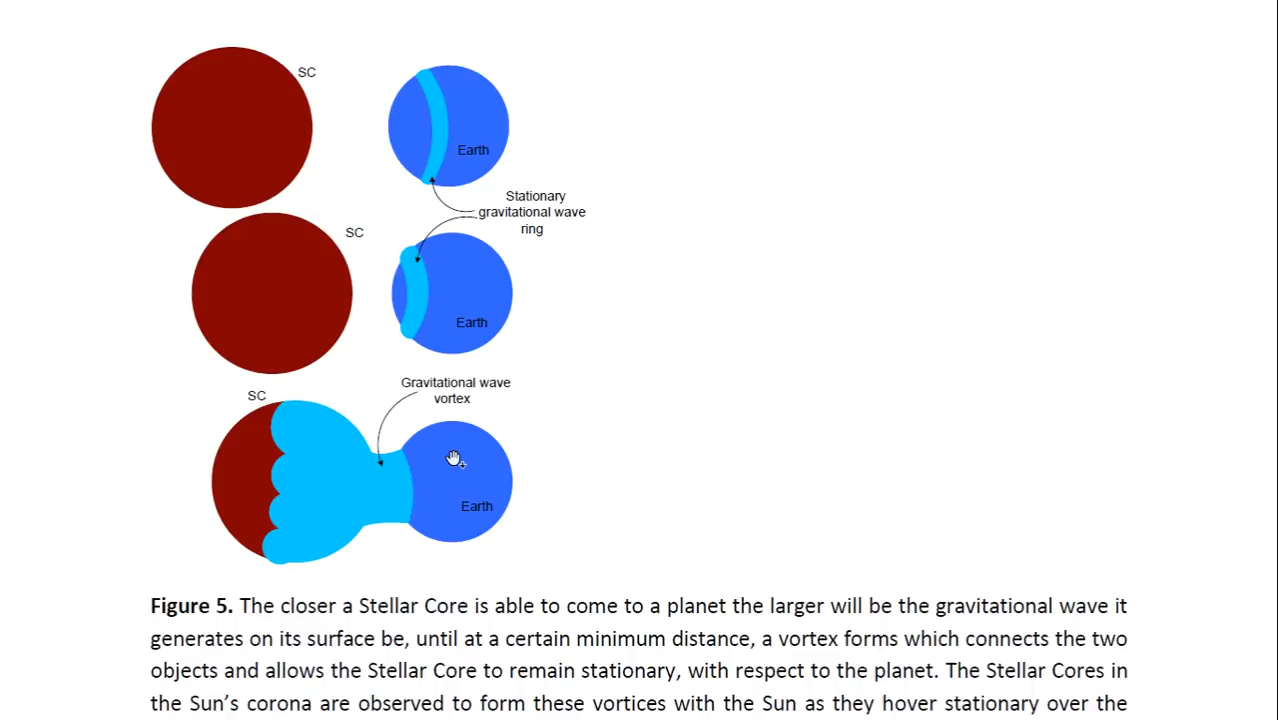 SC
Earth
Stationary
gravitational wave
ring
SC
Earth
Gravitational wave
vortex
SC
Earth
Figure 5. The closer a Stellar Core is able to come to a planet the larger will be the gravitational wave it
generates on its surface be, until at a certain minimum distance, a vortex forms which connects the two
objects and allows the Stellar Core to remain stationary, with respect to the planet. The Stellar Cores in
the Sun’s corona are observed to form these vortices with the Sun as they hover stationary over the